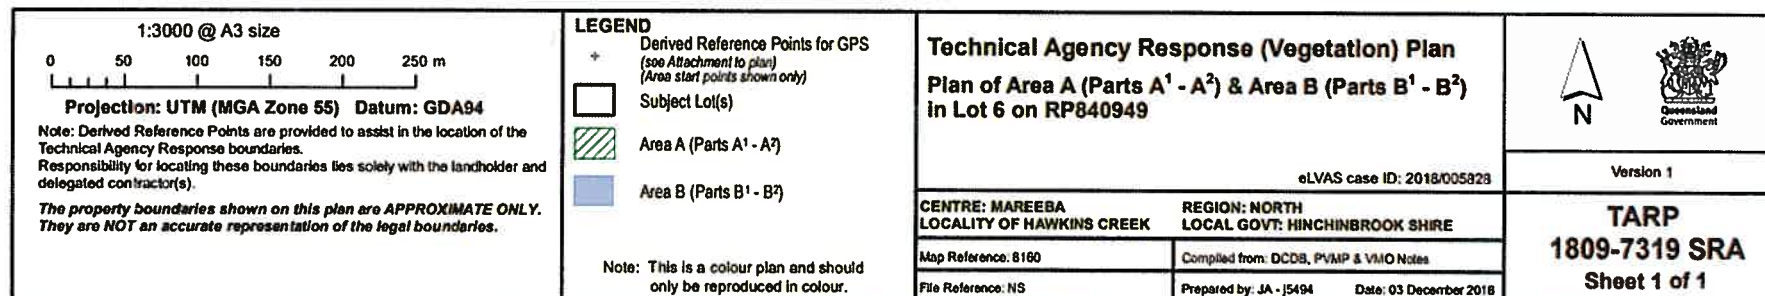 1:3000 @ A3 size
0 50 100 150 200 250 m
Projection: UTM (MGA Zone 55) Datum: GDA94
Note: Derived Reference Points are provided to assist in the location of the
Technical Agency Response boundaries.
Responsibility for locating these boundaries lies solely with the landholder and
delegated contractor(s).
The property boundaries shown on this plan are APPROXIMATE ONLY.
They are NOT an accurate representation of the legal boundaries.
LEGEND
Derived Reference Points for GPS
(see Attachment to plan)
(Area start points shown only)
Subject Lot(s)
Area A (Parts A¹ - A²)
Area B (Parts B¹ - B²)
Note: This is a colour plan and should
only be reproduced in colour.
Technical Agency Response (Vegetation) Plan
Plan of Area A (Parts A¹ - A²) & Area B (Parts B¹ - B²)
in Lot 6 on RP840949
eLVAS case ID: 2018/005828
CENTRE: MAREEBA
LOCALITY OF HAWKINS CREEK
REGION: NORTH
LOCAL GOVT: HINCHINBROOK SHIRE
Map Reference: 8160
Compiled from: DCDB, PVMP & VMO Notes
File Reference: NS
Prepared by: JA - j5494 Date: 03 December 2018
N
Queensland
Government
Version 1
TARP
1809-7319 SRA
Sheet 1 of 1